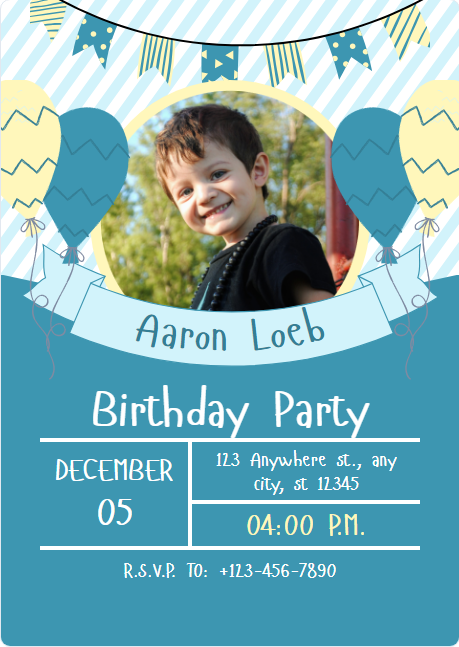 Aaron Loeb
Birthday Party
DECEMBER
05
123 Anywhere st., any
city, st 12345
04:00 P.M.
R.S.V.P. TO: +123-456-7890